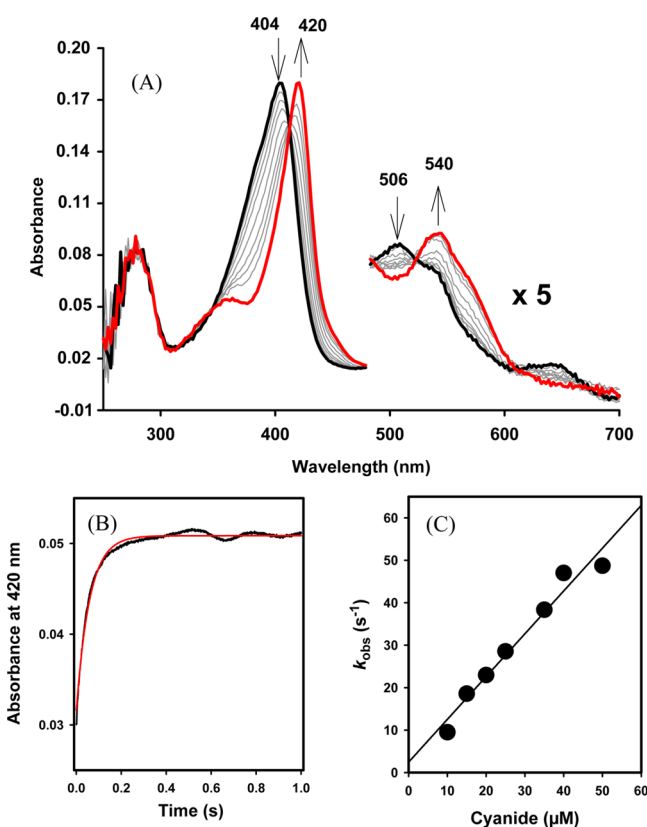 404 420
0.20
(A)
0.17
0.14
0.11
0.08
0.05
0.02
-0.01
Absorbance
506
540
x 5
300 400 500 600 700
Wavelength (nm)
(B)
0.05
0.04
0.03
Absorbance at 420 nm
0.0 0.2 0.4 0.6 0.8 1.0
Time (s)
(C)
60
50
40
30
20
10
0
kobs (s-1)
0 10 20 30 40 50 60
Cyanide (µM)